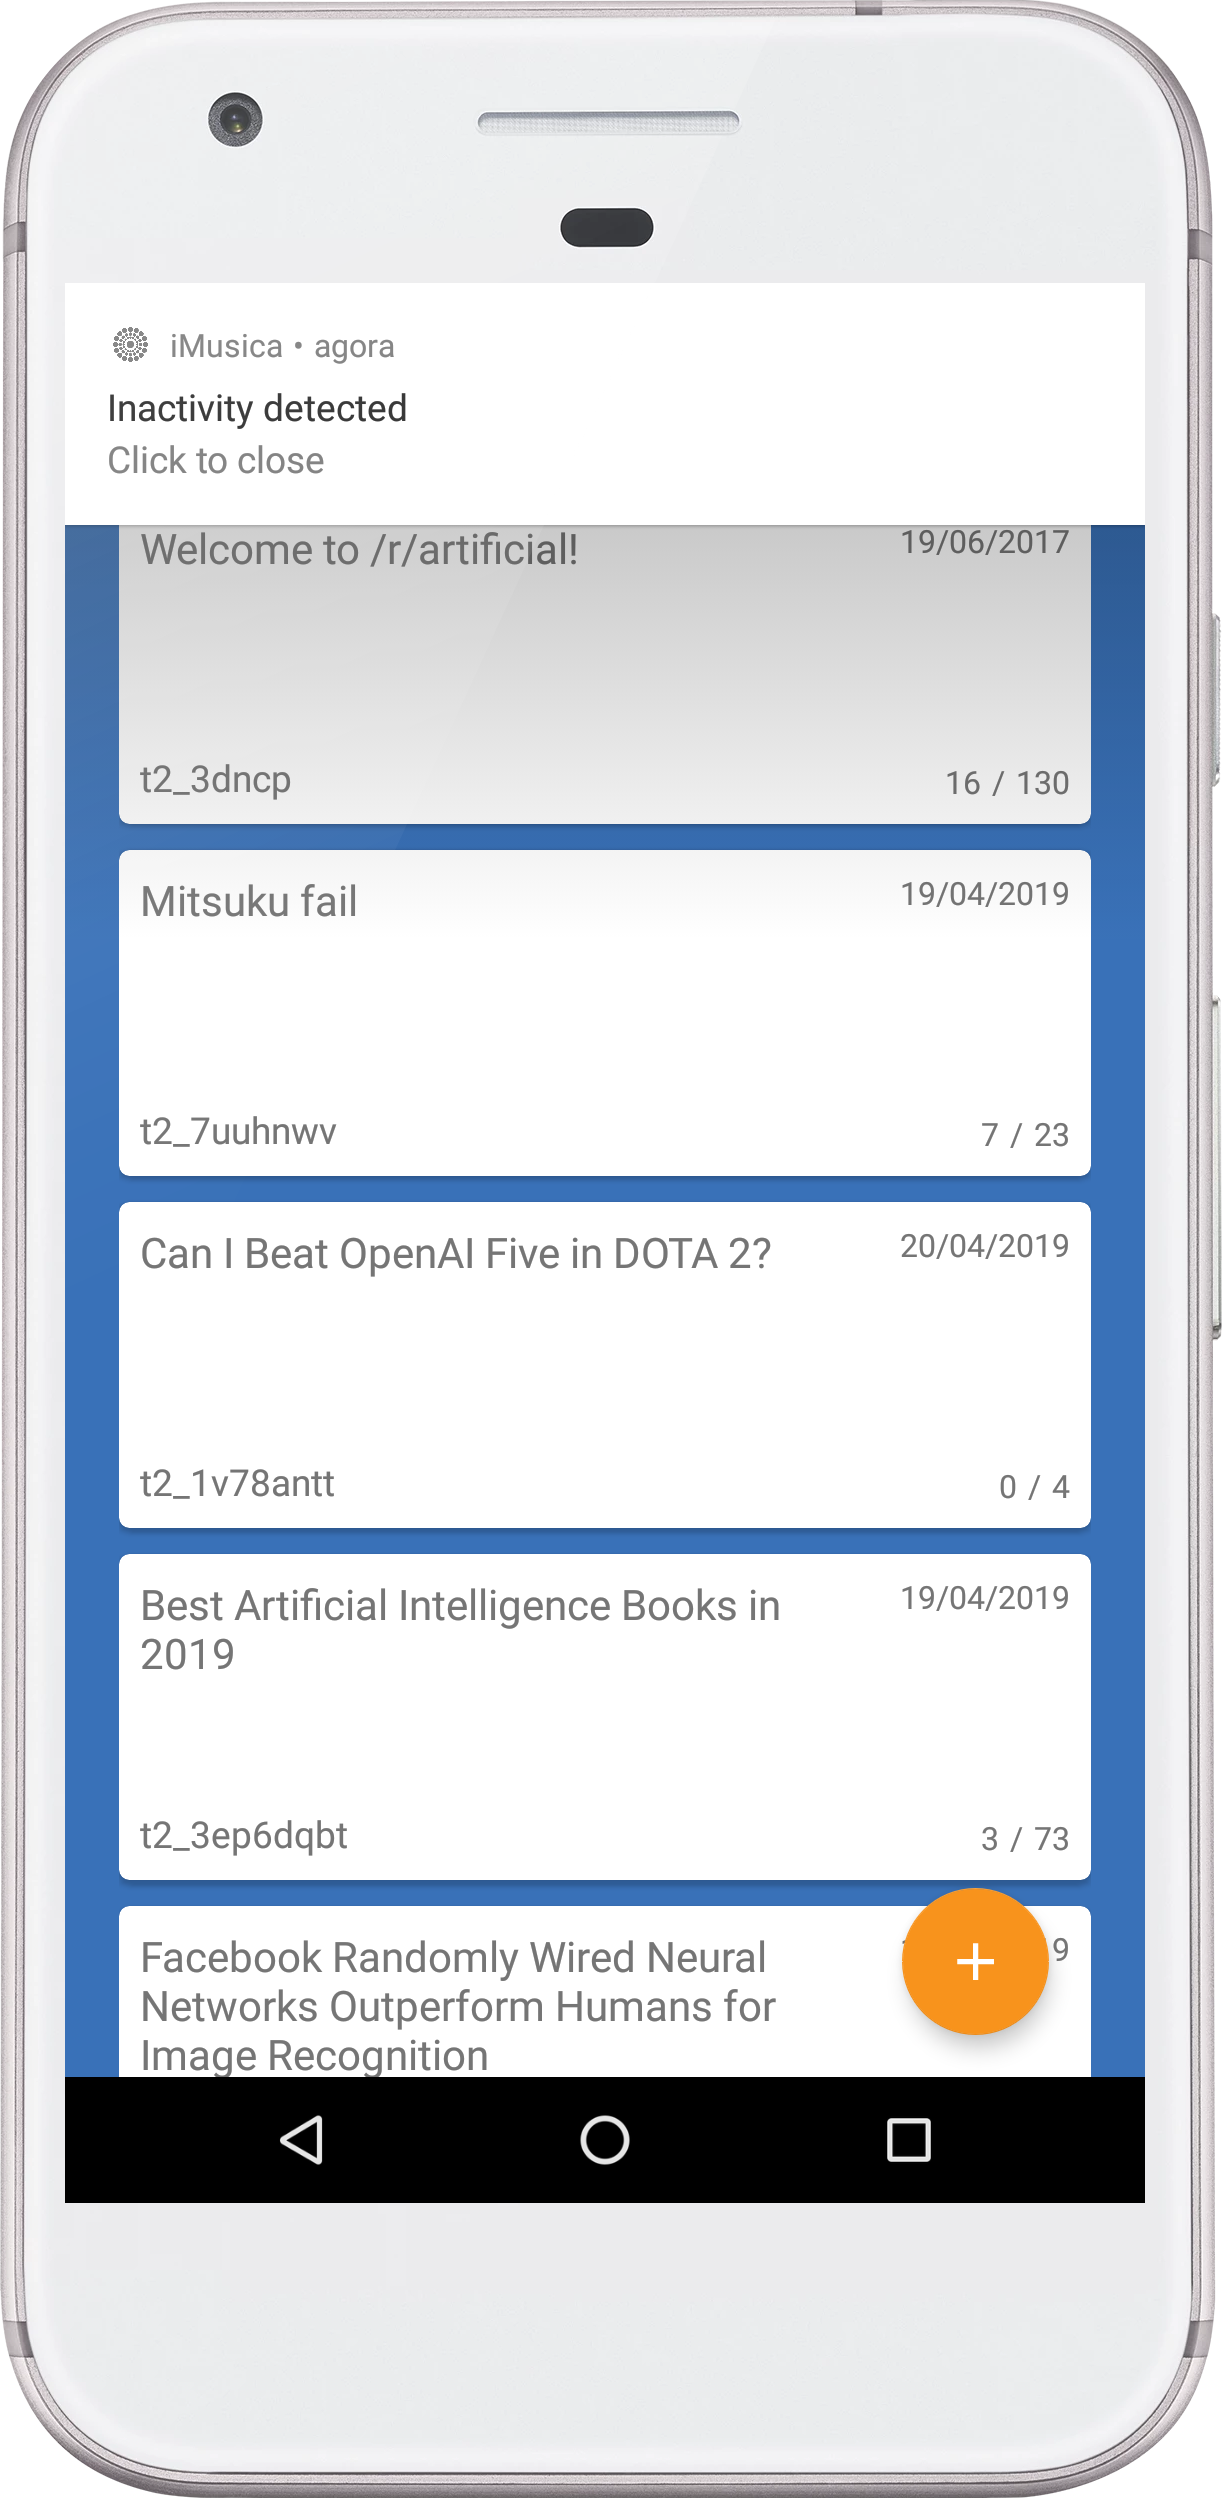 iMusica • agora
Inactivity detected
Click to close
Welcome to /r/artificial!
19/06/2017
t2_3dncp
16 / 130
Mitsuku fail
19/04/2019
t2_7uuhnwv
7 / 23
Can I Beat OpenAI Five in DOTA 2?
20/04/2019
t2_1v78antt
0 / 4
Best Artificial Intelligence Books in
2019
19/04/2019
t2_3ep6dqbt
3 / 73
Facebook Randomly Wired Neural
Networks Outperform Humans for
Image Recognition